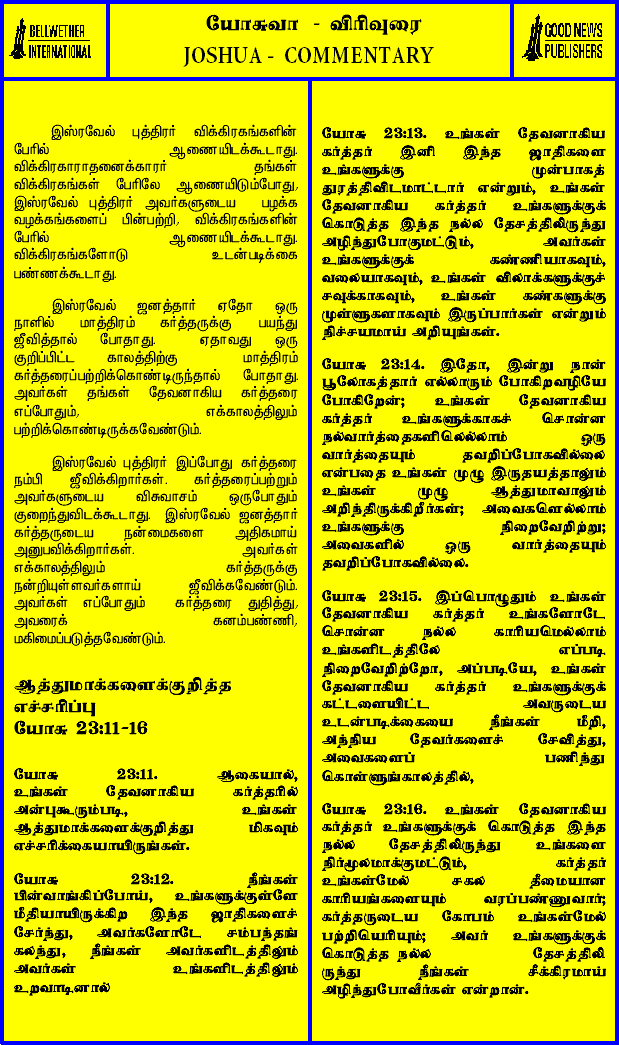 BELLWETHER
INTERNATIONAL
யோசுவா - விரிவுரை
JOSHUA - COMMENTARY
GOOD NEWS
PUBLISHERS
இஸ்ரவேல் புத்திரர் விக்கிரகங்களின்
பேரில் ஆணையிடக்கூடாது.
விக்கிரகாராதனைக்காரர் தங்கள்
விக்கிரகங்கள் பேரிலே ஆணையிடும்போது,
இஸ்ரவேல் புத்திரர் அவர்களுடைய பழக்க
வழக்கங்களைப் பின்பற்றி, விக்கிரகங்களின்
பேரில் ஆணையிடக்கூடாது.
விக்கிரகங்களோடு உடன்படிக்கை
பண்ணக்கூடாது.
இஸ்ரவேல் ஜனத்தார் ஏதோ ஒரு
நாளில் மாத்திரம் கர்த்தருக்கு பயந்து
ஜீவித்தால் போதாது. ஏதாவது ஒரு
குறிப்பிட்ட காலத்திற்கு மாத்திரம்
கர்த்தரைப்பற்றிக்கொண்டிருந்தால் போதாது.
அவர்கள் தங்கள் தேவனாகிய கர்த்தரை
எப்போதும், எக்காலத்திலும்
பற்றிக்கொண்டிருக்கவேண்டும்.
இஸ்ரவேல் புத்திரர் இப்போது கர்த்தரை
நம்பி ஜீவிக்கிறார்கள். கர்த்தரைப்பற்றும்
அவர்களுடைய விசுவாசம் ஒருபோதும்
குறைந்துவிடக்கூடாது. இஸ்ரவேல் ஜனத்தார்
கர்த்தருடைய நன்மைகளை அதிகமாய்
அனுபவிக்கிறார்கள். அவர்கள்
எக்காலத்திலும் கர்த்தருக்கு
நன்றியுள்ளவர்களாய் ஜீவிக்கவேண்டும்.
அவர்கள் எப்போதும் கர்த்தரை துதித்து,
அவரைக் கனம்பண்ணி,
மகிமைப்படுத்தவேண்டும்.
ஆத்துமாக்களைக்குறித்த
எச்சரிப்பு
யோசு 23:11-16
யோசு 23:11. ஆகையால்,
உங்கள் தேவனாகிய கர்த்தரில்
அன்புகூரும்படி, உங்கள்
ஆத்துமாக்களைக்குறித்து மிகவும்
எச்சரிக்கையாயிருங்கள்.
யோசு 23:12. நீங்கள்
பின்வாங்கிப்போய், உங்களுக்குள்ளே
மீதியாயிருக்கிற இந்த ஜாதிகளைச்
சேர்ந்து, அவர்களோடே சம்பந்தங்
கலந்து, நீங்கள் அவர்களிடத்திலும்
அவர்கள் உங்களிடத்திலும்
உறவாடினால்
யோசு 23:13. உங்கள் தேவனாகிய
கர்த்தர் இனி இந்த ஜாதிகளை
உங்களுக்கு முன்பாகத்
துரத்திவிடமாட்டார் என்றும், உங்கள்
தேவனாகிய கர்த்தர் உங்களுக்குக்
கொடுத்த இந்த நல்ல தேசத்திலிருந்து
அழிந்துபோகுமட்டும், அவர்கள்
உங்களுக்குக் கண்ணியாகவும்,
வலையாகவும், உங்கள் விலாக்களுக்குச்
சவுக்காகவும், உங்கள் கண்களுக்கு
முள்ளுகளாகவும் இருப்பார்கள் என்றும்
நிச்சயமாய் அறியுங்கள்.
யோசு 23:14. இதோ, இன்று நான்
பூலோகத்தார் எல்லாரும் போகிறவழியே
போகிறேன்; உங்கள் தேவனாகிய
கர்த்தர் உங்களுக்காகச் சொன்ன
நல்வார்த்தைகளிலெல்லாம் ஒரு
வார்த்தையும் தவறிப்போகவில்லை
என்பதை உங்கள் முழு இருதயத்தாலும்
உங்கள் முழு ஆத்துமாவாலும்
அறிந்திருக்கிறீர்கள்; அவைகளெல்லாம்
உங்களுக்கு நிறைவேறிற்று;
அவைகளில் ஒரு வார்த்தையும்
தவறிப்போகவில்லை.
யோசு 23:15. இப்பொழுதும் உங்கள்
தேவனாகிய கர்த்தர் உங்களோடே
சொன்ன நல்ல காரியமெல்லாம்
உங்களிடத்திலே எப்படி
நிறைவேறிற்றோ, அப்படியே, உங்கள்
தேவனாகிய கர்த்தர் உங்களுக்குக்
கட்டளையிட்ட அவருடைய
உடன்படிக்கையை நீங்கள் மீறி,
அந்நிய தேவர்களைச் சேவித்து,
அவைகளைப் பணிந்து
கொள்ளுங்காலத்தில்,
யோசு 23:16. உங்கள் தேவனாகிய
கர்த்தர் உங்களுக்குக் கொடுத்த இந்த
நல்ல தேசத்திலிருந்து உங்களை
நிர்மூலமாக்குமட்டும், கர்த்தர்
உங்கள்மேல் சகல தீமையான
காரியங்களையும் வரப்பண்ணுவார்;
கர்த்தருடைய கோபம் உங்கள்மேல்
பற்றியெரியும்; அவர் உங்களுக்குக்
கொடுத்த நல்ல தேசத்திலி
ருந்து நீங்கள் சீக்கிரமாய்
அழிந்துபோவீர்கள் என்றான்.